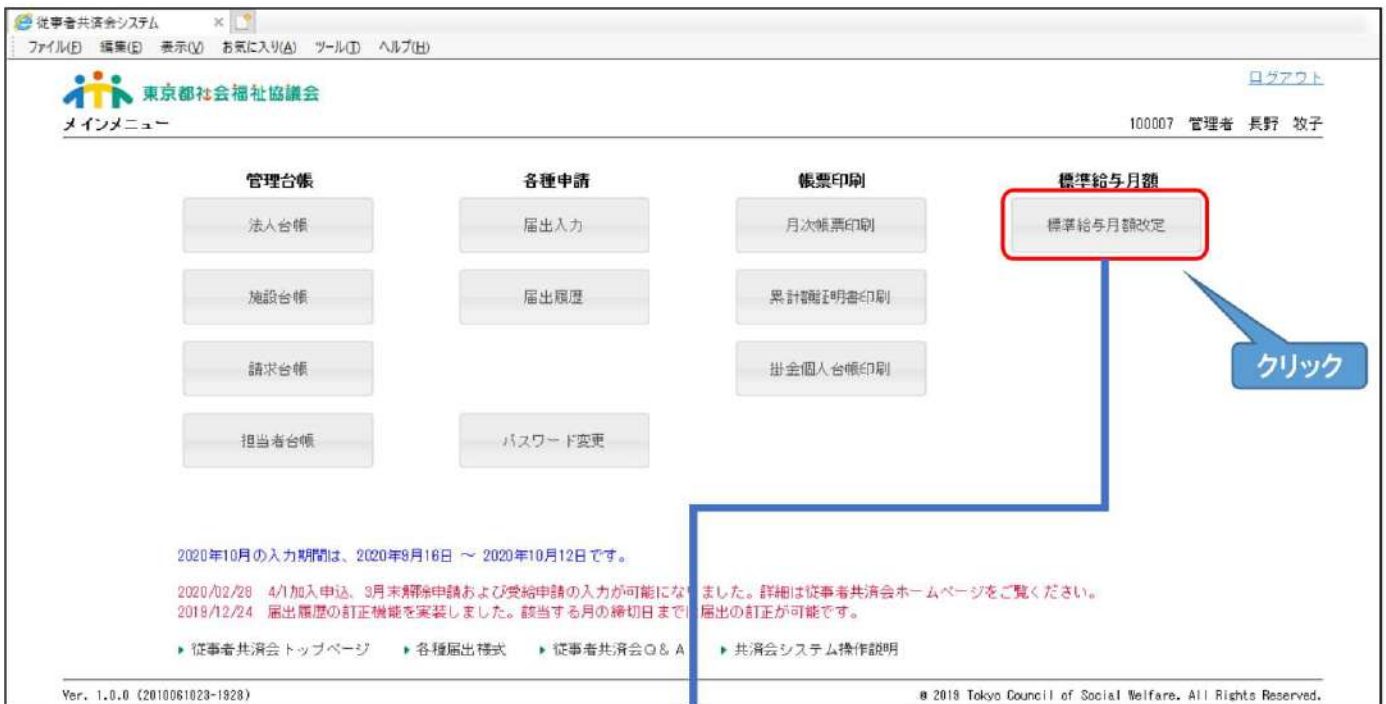 従事者共済会システム
ファイル(F) 編集(E) 表示(V) お気に入り(A) ツール(T) ヘルプ(H)
ログアウト
東京都社会福祉協議会
メインメニュー
100007 管理者 長野 牧子
管理台帳 各種申請 帳票印刷 標準給与月額
法人台帳 届出入力 月次帳票印刷 標準給与月額改定
施設台帳 届出履歴 累計額証明書印刷
クリック
請求台帳 掛金個人台帳印刷
担当者台帳 パスワード変更
2020年10月の入力期間は、2020年9月16日 ～ 2020年10月12日です。
2020/02/28 4/1加入申込、3月末解除申請および受給申請の入力が可能になりました。詳細は従事者共済会ホームページをご覧ください。
2019/12/24 届出履歴の訂正機能を実装しました。該当する月の締切日までに届出の訂正が可能です。
従事者共済会トップページ 各種届出様式 従事者共済会Q&A 共済会システム操作説明
Ver. 1.0.0 (2010061023-1928)
© 2019 Tokyo Council of Social Welfare. All Rights Reserved.